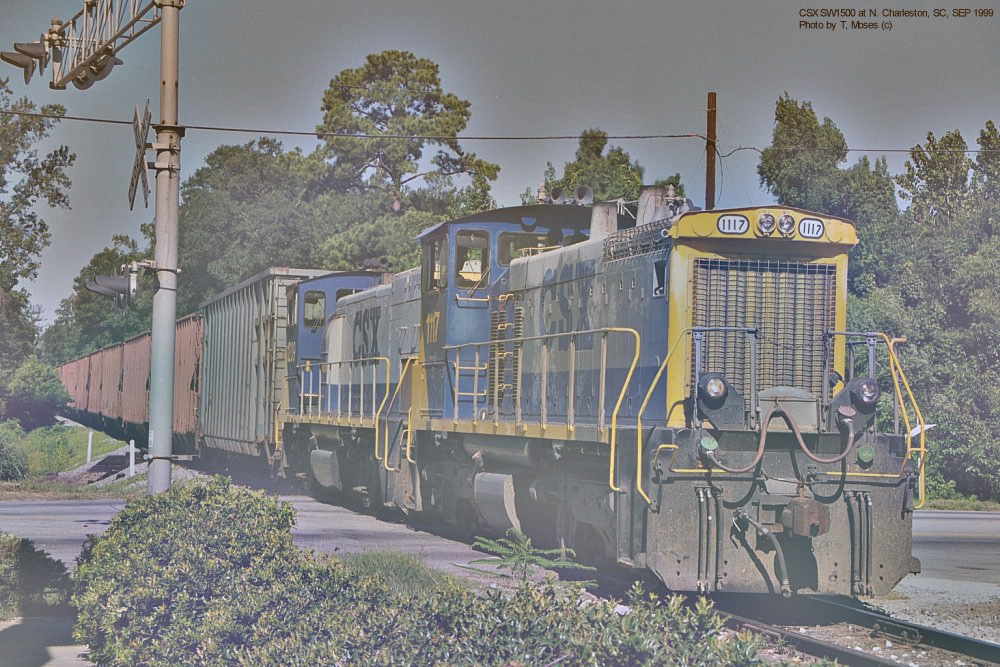 CSX SW1500 at N. Charleston, SC, SEP 1999
Photo by T, Moses (c)
1117
1117
CSX
CSX
1117